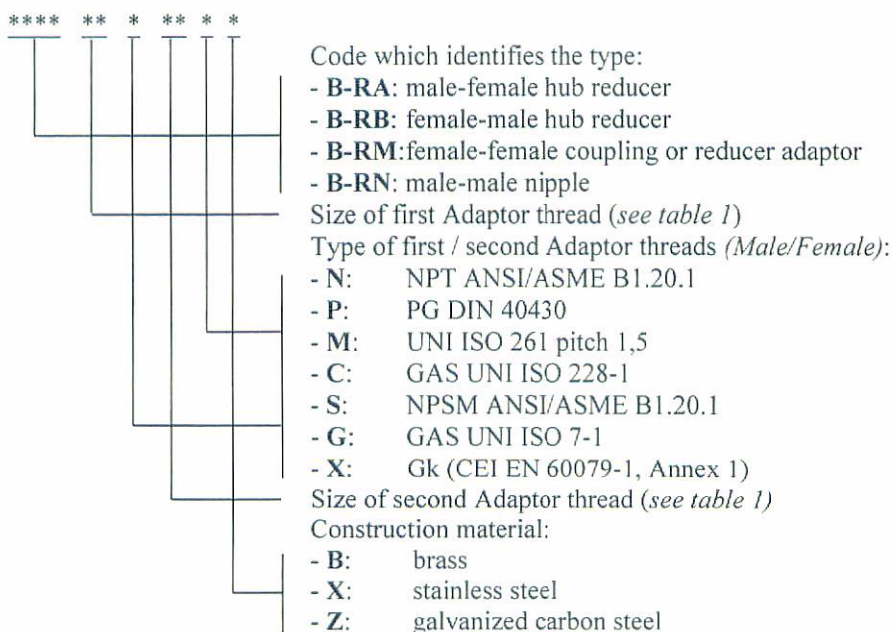 **** ** * ** * *
Code which identifies the type:
- B-RA: male-female hub reducer
- B-RB: female-male hub reducer
- B-RM:female-female coupling or reducer adaptor
- B-RN: male-male nipple
Size of first Adaptor thread (see table 1)
Type of first / second Adaptor threads (Male/Female):
- N: NPT ANSI/ASME B1.20.1
- P: PG DIN 40430
- M: UNI ISO 261 pitch 1,5
- C: GAS UNI ISO 228-1
- S: NPSM ANSI/ASME B1.20.1
- G: GAS UNI ISO 7-1
- X: Gk (CEI EN 60079-1, Annex 1)
Size of second Adaptor thread (see table 1)
Construction material:
- B: brass
- X: stainless steel
- Z: galvanized carbon steel